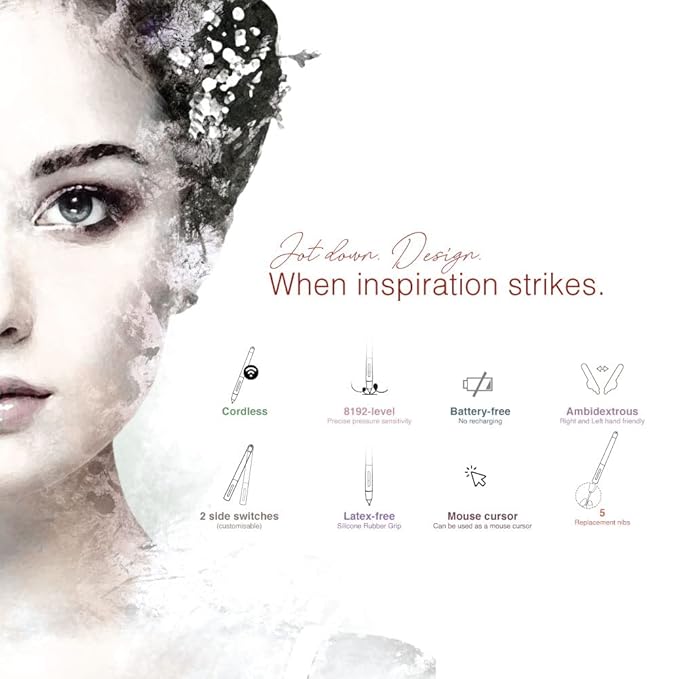 Jot down. Design.
When inspiration strikes.
Cordless
8192-level
Precise pressure sensitivity
Battery-free
No recharging
Ambidextrous
Right and Left hand friendly
2 side switches
(customisable)
Latex-free
Silicone Rubber Grip
Mouse cursor
Can be used as a mouse cursor
5
Replacement nibs